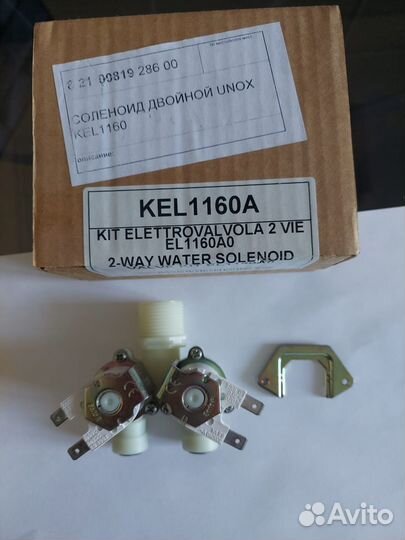 8 21 00819 286 00
СОЛЕНОИД ДВОЙНОЙ UNOX
KEL1160
описание:
KEL1160A
KIT ELETTROVALVOLA 2 VIE
EL1160A0
2-WAY WATER SOLENOID
Avito